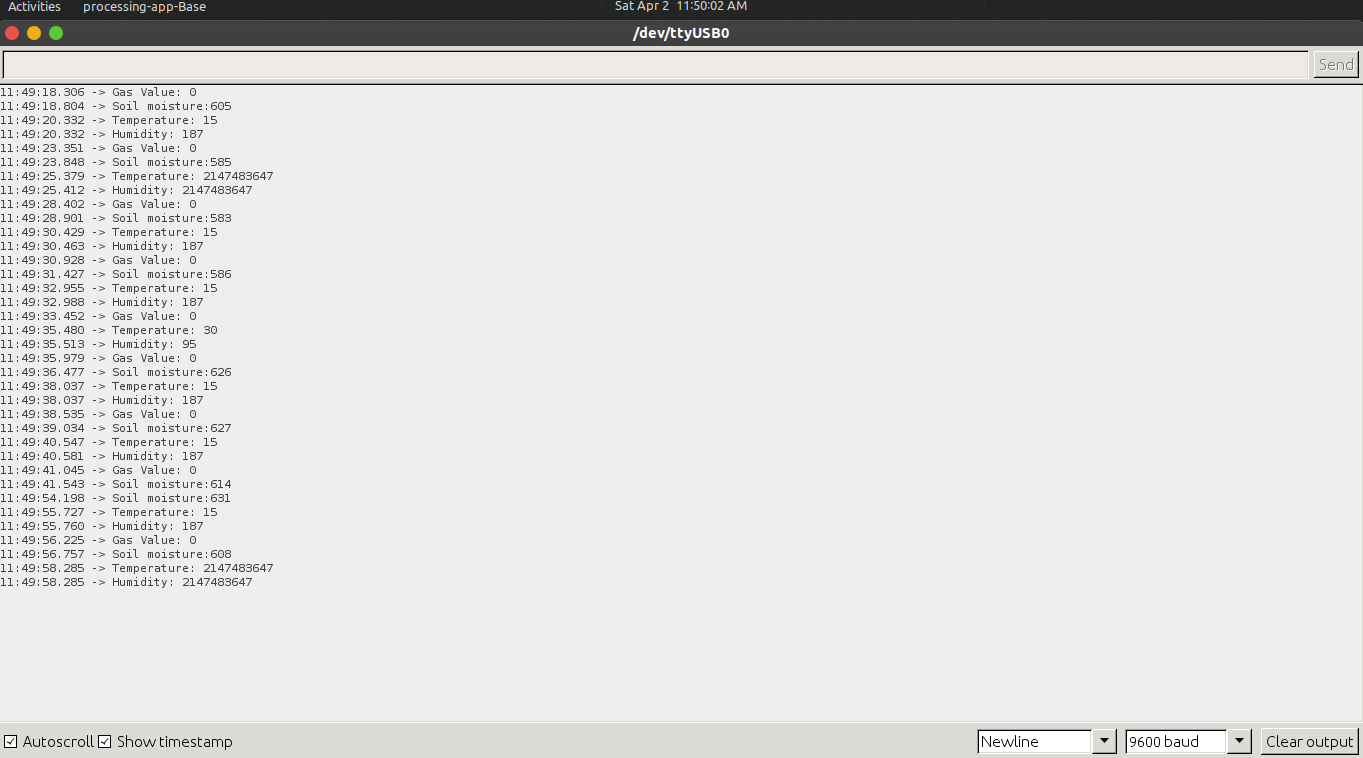 Activities processing-app-Base Sat Apr 2 11:50:02 AM
/dev/ttyUSB0
Send
11:49:18.306 -> Gas Value: 0
11:49:18.804 -> Soil moisture:605
11:49:20.332 -> Temperature: 15
11:49:20.332 -> Humidity: 187
11:49:23.351 -> Gas Value: 0
11:49:23.848 -> Soil moisture:585
11:49:25.379 -> Temperature: 2147483647
11:49:25.412 -> Humidity: 2147483647
11:49:28.402 -> Gas Value: 0
11:49:28.901 -> Soil moisture:583
11:49:30.429 -> Temperature: 15
11:49:30.463 -> Humidity: 187
11:49:30.928 -> Gas Value: 0
11:49:31.427 -> Soil moisture:586
11:49:32.955 -> Temperature: 15
11:49:32.988 -> Humidity: 187
11:49:33.452 -> Gas Value: 0
11:49:35.480 -> Temperature: 30
11:49:35.513 -> Humidity: 95
11:49:35.979 -> Gas Value: 0
11:49:36.477 -> Soil moisture:626
11:49:38.037 -> Temperature: 15
11:49:38.037 -> Humidity: 187
11:49:38.535 -> Gas Value: 0
11:49:39.034 -> Soil moisture:627
11:49:40.547 -> Temperature: 15
11:49:40.581 -> Humidity: 187
11:49:41.045 -> Gas Value: 0
11:49:41.543 -> Soil moisture:614
11:49:54.198 -> Soil moisture:631
11:49:55.727 -> Temperature: 15
11:49:55.760 -> Humidity: 187
11:49:56.225 -> Gas Value: 0
11:49:56.757 -> Soil moisture:608
11:49:58.285 -> Temperature: 2147483647
11:49:58.285 -> Humidity: 2147483647
Autoscroll Show timestamp Newline 9600 baud Clear output